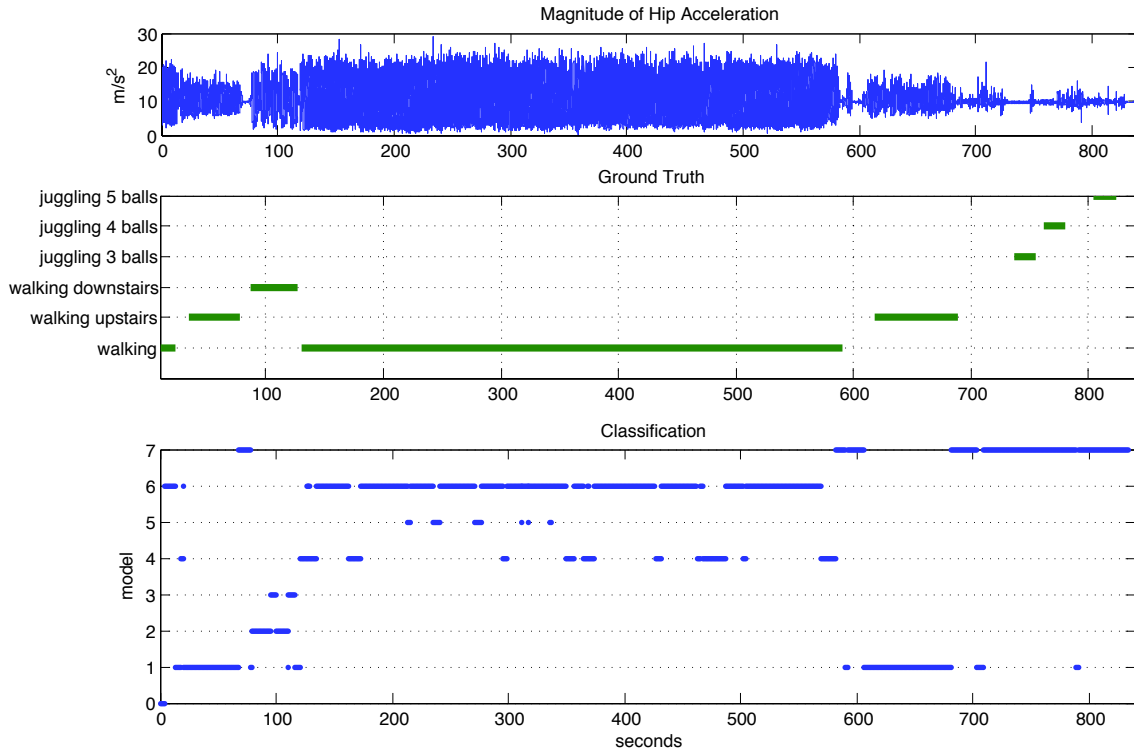 Magnitude of Hip Acceleration
m/s²
30
20
10
0
0 100 200 300 400 500 600 700 800
Ground Truth
juggling 5 balls
juggling 4 balls
juggling 3 balls
walking downstairs
walking upstairs
walking
100 200 300 400 500 600 700 800
Classification
model
7
6
5
4
3
2
1
0
0 100 200 300 400 500 600 700 800
seconds